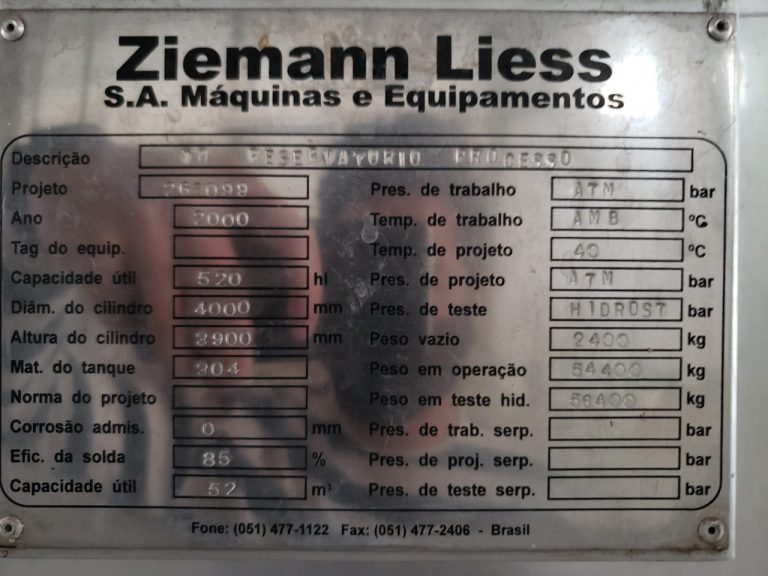 Ziemann Liess
S.A. Máquinas e Equipamentos
Descrição RESERVATORIO PROCESSO
Projeto
Pres. de trabalho ATM bar
Ano 2000
Temp. de trabalho AMB ºC
Tag do equip.
Temp. de projeto 40 ºC
Capacidade útil 520 hl
Pres. de projeto ATM bar
Diâm. do cilindro 4000 mm
Pres. de teste HIDROST bar
Altura do cilindro 3900 mm
Peso vazio 2400 kg
Mat. do tanque 304
Peso em operação 54400 kg
Norma do projeto
Peso em teste hid. 56400 kg
Corrosão admis. 0 mm
Pres. de trab. serp. bar
Efic. da solda 85 %
Pres. de proj. serp. bar
Capacidade útil 52 m³
Pres. de teste serp. bar
Fone: (051) 477-1122 Fax: (051) 477-2406 - Brasil